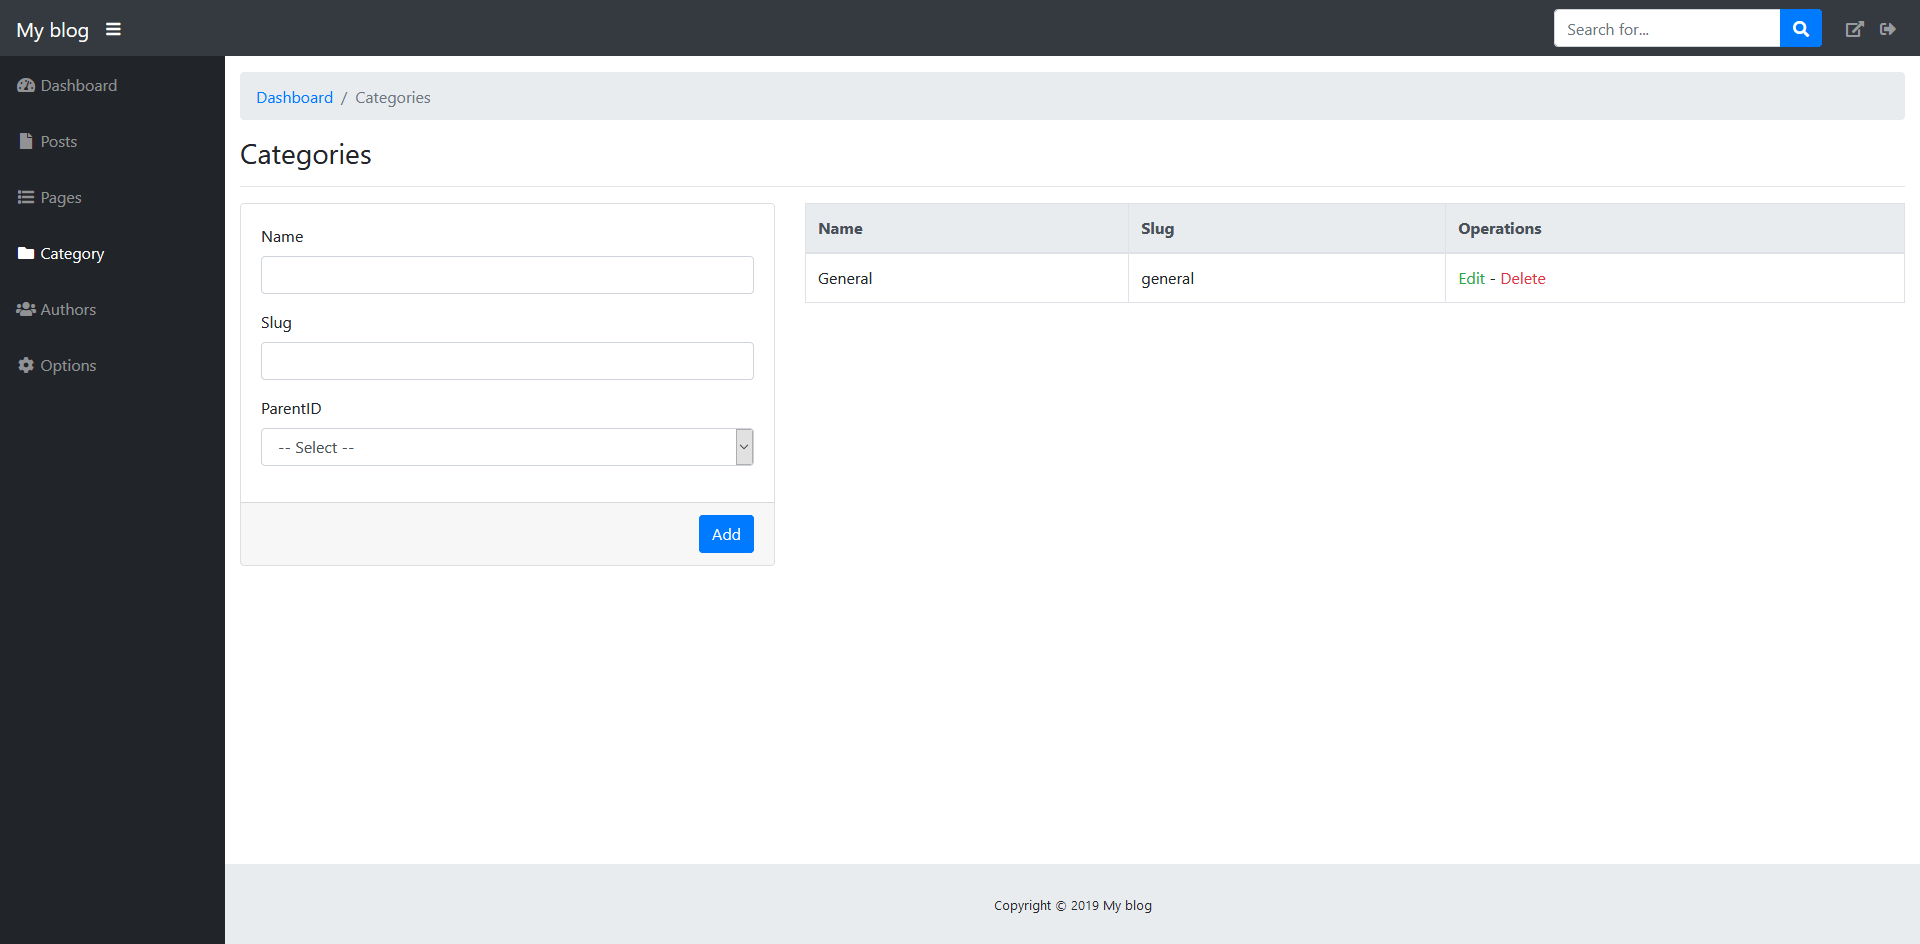 My blog
Search for...
Dashboard
Posts
Pages
Category
Authors
Options
Dashboard / Categories
Categories
Name
Slug
ParentID
-- Select --
Add
Name Slug Operations
General general Edit - Delete
Copyright © 2019 My blog